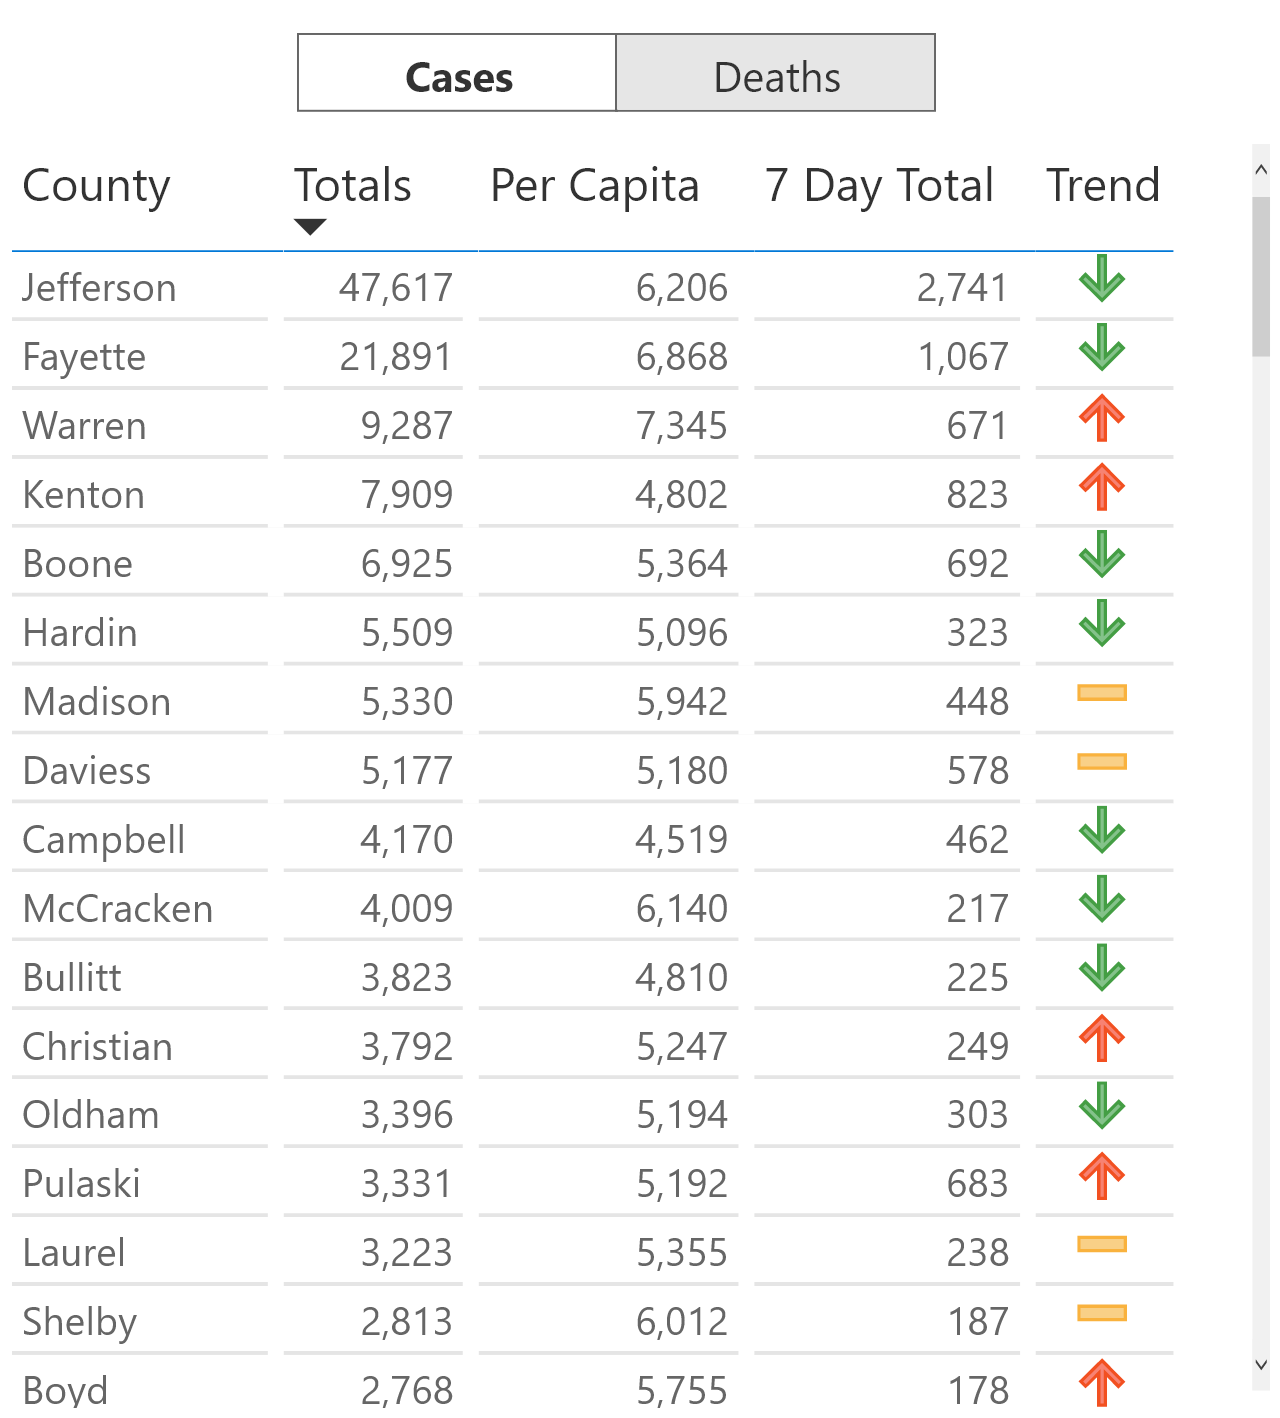 Cases Deaths
County Totals Per Capita 7 Day Total Trend
Jefferson 47,617 6,206 2,741
Fayette 21,891 6,868 1,067
Warren 9,287 7,345 671
Kenton 7,909 4,802 823
Boone 6,925 5,364 692
Hardin 5,509 5,096 323
Madison 5,330 5,942 448
Daviess 5,177 5,180 578
Campbell 4,170 4,519 462
McCracken 4,009 6,140 217
Bullitt 3,823 4,810 225
Christian 3,792 5,247 249
Oldham 3,396 5,194 303
Pulaski 3,331 5,192 683
Laurel 3,223 5,355 238
Shelby 2,813 6,012 187
Boyd 2,768 5,755 178